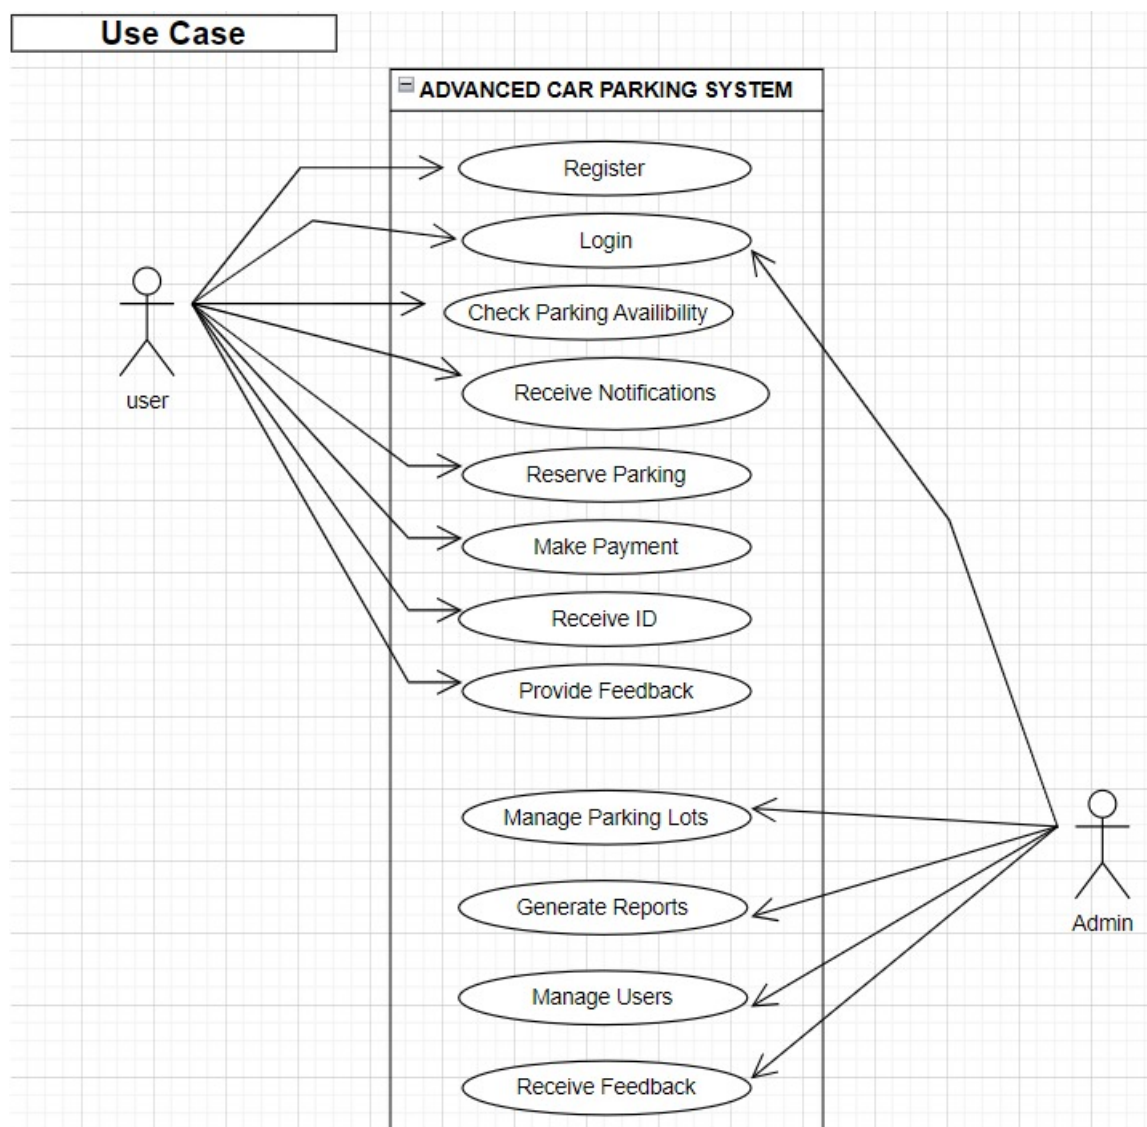 Use Case
ADVANCED CAR PARKING SYSTEM
Register
Login
Check Parking Availibility
Receive Notifications
user
Reserve Parking
Make Payment
Receive ID
Provide Feedback
Manage Parking Lots
Generate Reports
Admin
Manage Users
Receive Feedback